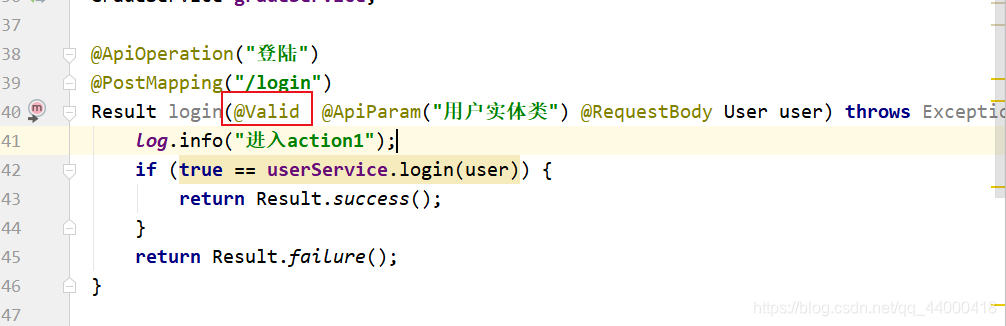 37
38 @ApiOperation("登陆")
39 @PostMapping("/login")
40 m Result login(@Valid @ApiParam("用户实体类") @RequestBody User user) throws Exceptio
41 log.info("进入action1");
42 if (true == userService.login(user)) {
43 return Result.success();
44 }
45 return Result.failure();
46 }
47
https://blog.csdn.net/qq_44000418